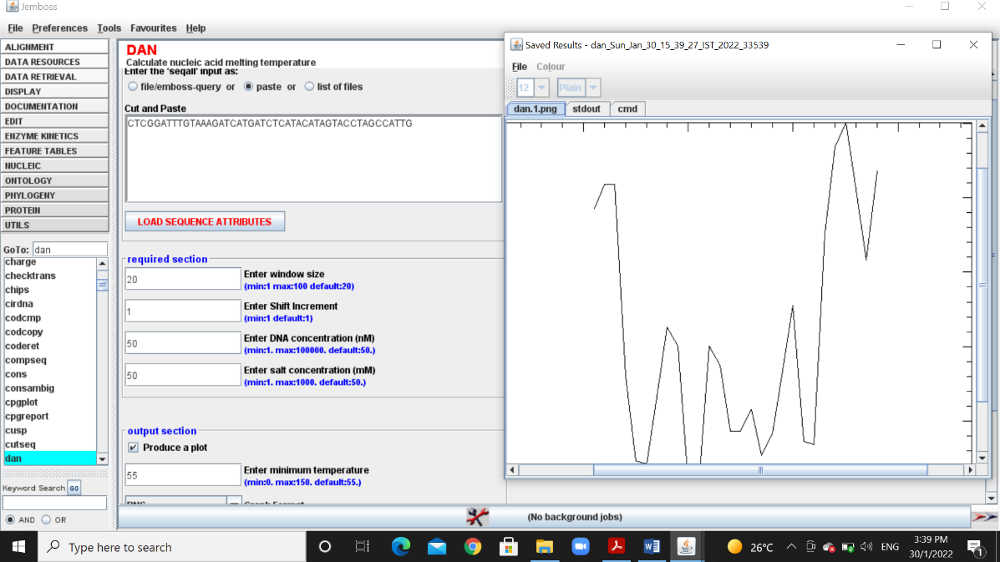 Jemboss
File Preferences Tools Favourites Help
ALIGNMENT
DATA RESOURCES
DATA RETRIEVAL
DISPLAY
DOCUMENTATION
EDIT
ENZYME KINETICS
FEATURE TABLES
NUCLEIC
ONTOLOGY
PHYLOGENY
PROTEIN
UTILS
GoTo: dan
charge
checktrans
chips
cirdna
codcmp
codcopy
coderet
compseq
cons
consambig
cpgplot
cpgreport
cusp
cutseq
dan
Keyword Search GO
AND OR
DAN
Calculate nucleic acid melting temperature
Enter the 'seqall' input as:
file/emboss-query or paste or list of files
Cut and Paste
CTCGGATTTGTAAAGATCATGATCTCATACATAGTACCTAGCCATTG
LOAD SEQUENCE ATTRIBUTES
required section
20 Enter window size
(min:1 max:100 default:20)
1 Enter Shift Increment
(min:1 default:1)
50 Enter DNA concentration (nM)
(min:1. max:100000. default:50.)
50 Enter salt concentration (mM)
(min:1. max:1000. default:50.)
output section
Produce a plot
55 Enter minimum temperature
(min:0. max:150. default:55.)
Saved Results - dan_Sun_Jan_30_15_39_27_IST_2022_33539
File Colour
12 Plain
dan.1.png stdout cmd
(No background jobs)
Type here to search
26°C ENG
3:39 PM
30/1/2022
1